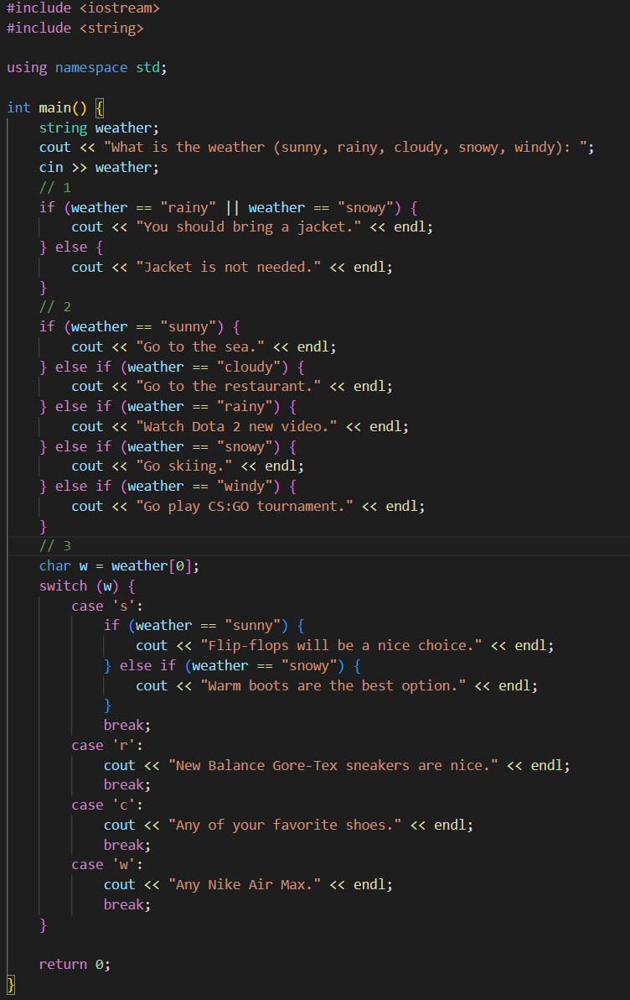 #include <iostream>
#include <string>

using namespace std;

int main() {
    string weather;
    cout << "What is the weather (sunny, rainy, cloudy, snowy, windy): ";
    cin >> weather;
    // 1
    if (weather == "rainy" || weather == "snowy") {
        cout << "You should bring a jacket." << endl;
    } else {
        cout << "Jacket is not needed." << endl;
    }
    // 2
    if (weather == "sunny") {
        cout << "Go to the sea." << endl;
    } else if (weather == "cloudy") {
        cout << "Go to the restaurant." << endl;
    } else if (weather == "rainy") {
        cout << "Watch Dota 2 new video." << endl;
    } else if (weather == "snowy") {
        cout << "Go skiing." << endl;
    } else if (weather == "windy") {
        cout << "Go play CS:GO tournament." << endl;
    }
    // 3
    char w = weather[0];
    switch (w) {
        case 's':
            if (weather == "sunny") {
                cout << "Flip-flops will be a nice choice." << endl;
            } else if (weather == "snowy") {
                cout << "Warm boots are the best option." << endl;
            }
            break;
        case 'r':
            cout << "New Balance Gore-Tex sneakers are nice." << endl;
            break;
        case 'c':
            cout << "Any of your favorite shoes." << endl;
            break;
        case 'w':
            cout << "Any Nike Air Max." << endl;
            break;
    }

    return 0;
}